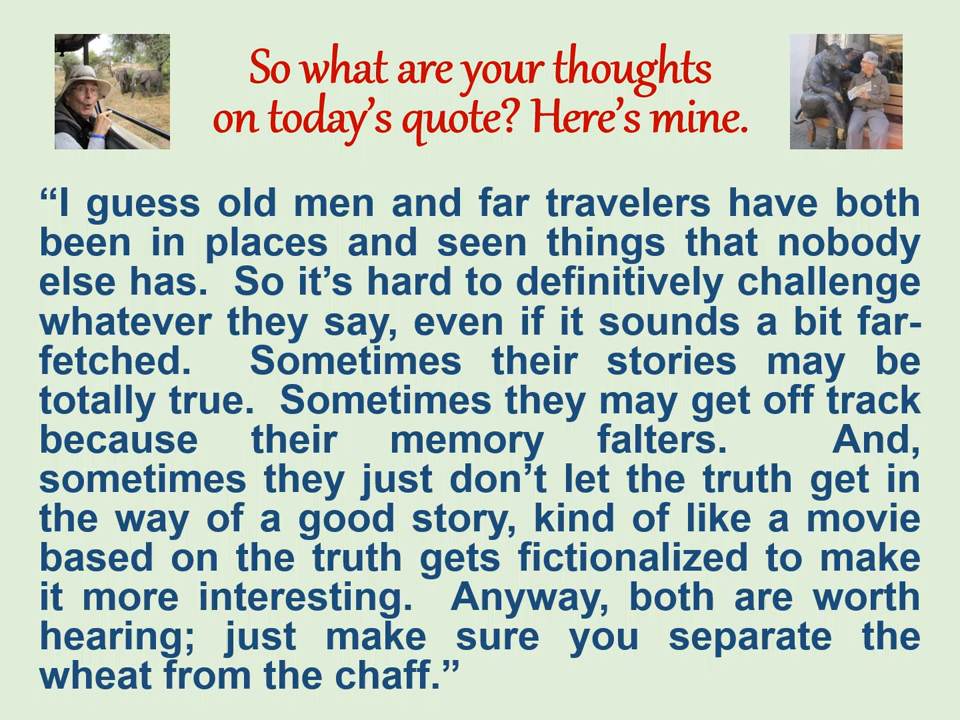 So what are your thoughts
on today’s quote? Here’s mine.
“I guess old men and far travelers have both
been in places and seen things that nobody
else has.  So it’s hard to definitively challenge
whatever they say, even if it sounds a bit far-
fetched.  Sometimes their stories may be
totally true.  Sometimes they may get off track
because their memory falters.  And,
sometimes they just don’t let the truth get in
the way of a good story, kind of like a movie
based on the truth gets fictionalized to make
it more interesting.  Anyway, both are worth
hearing; just make sure you separate the
wheat from the chaff.”